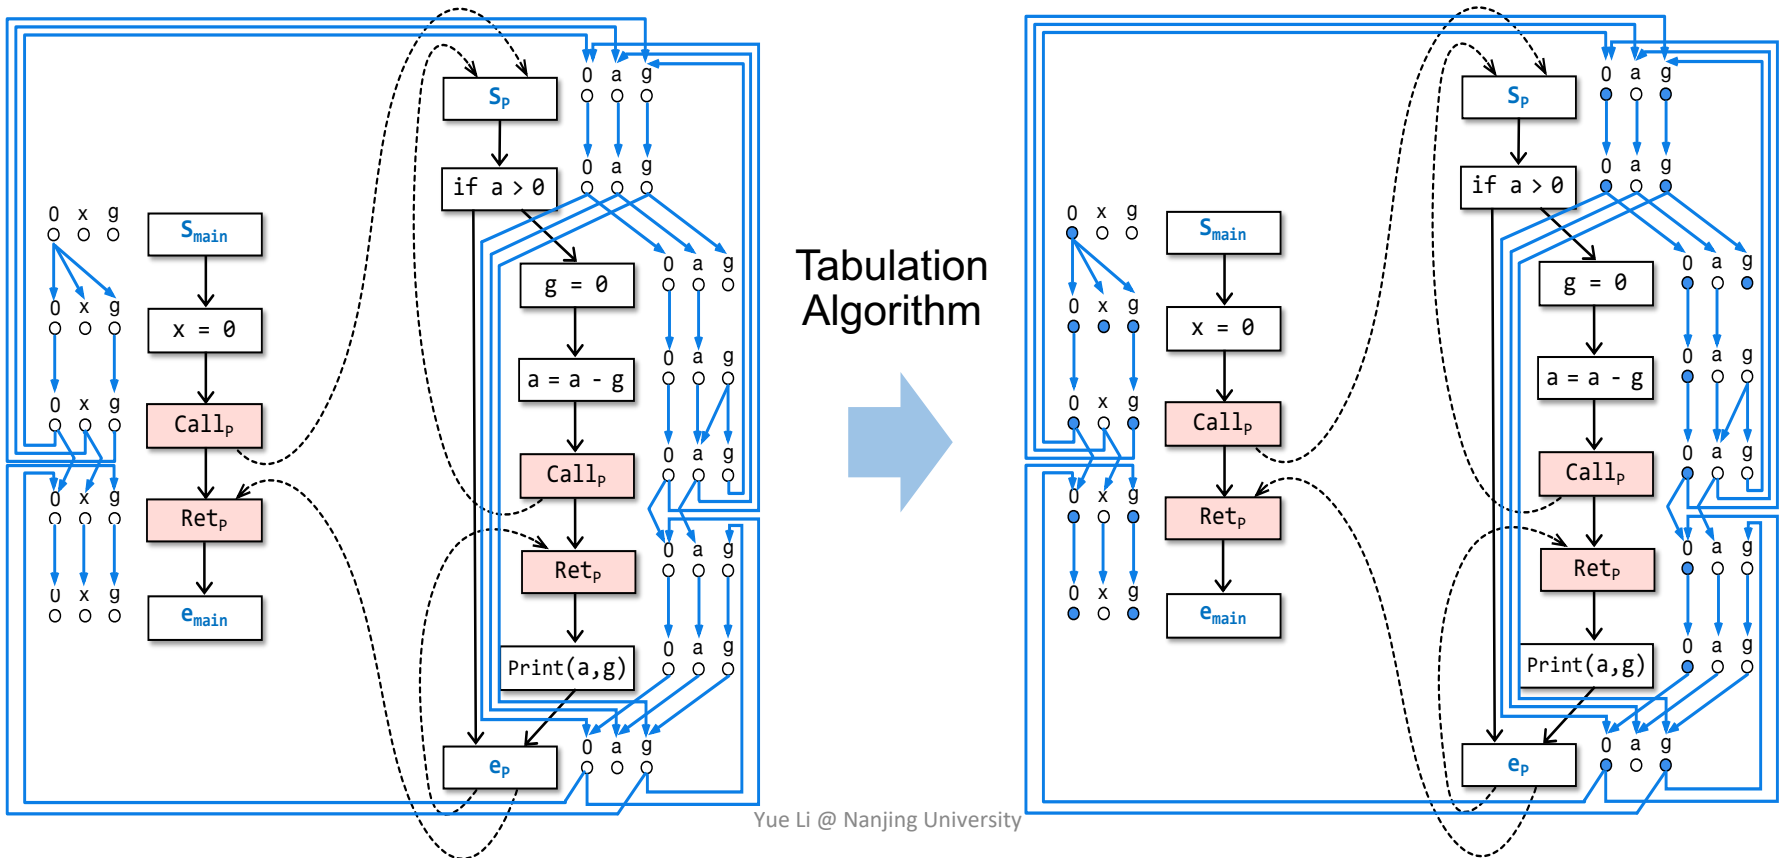 0 a g
S_P
0 a g
if a > 0
0 x g
S_main
0 a g
g = 0
0 x g
x = 0
0 a g
a = a - g
0 x g
Call_P
0 a g
Call_P
0 x g
Ret_P
0 a g
Ret_P
0 x g
e_main
0 a g
Print(a,g)
0 a g
e_P
Tabulation
Algorithm
0 a g
S_P
0 a g
if a > 0
0 x g
S_main
0 a g
g = 0
0 x g
x = 0
0 a g
a = a - g
0 x g
Call_P
0 a g
Call_P
0 x g
Ret_P
0 a g
Ret_P
0 x g
e_main
0 a g
Print(a,g)
0 a g
e_P
Yue Li @ Nanjing University